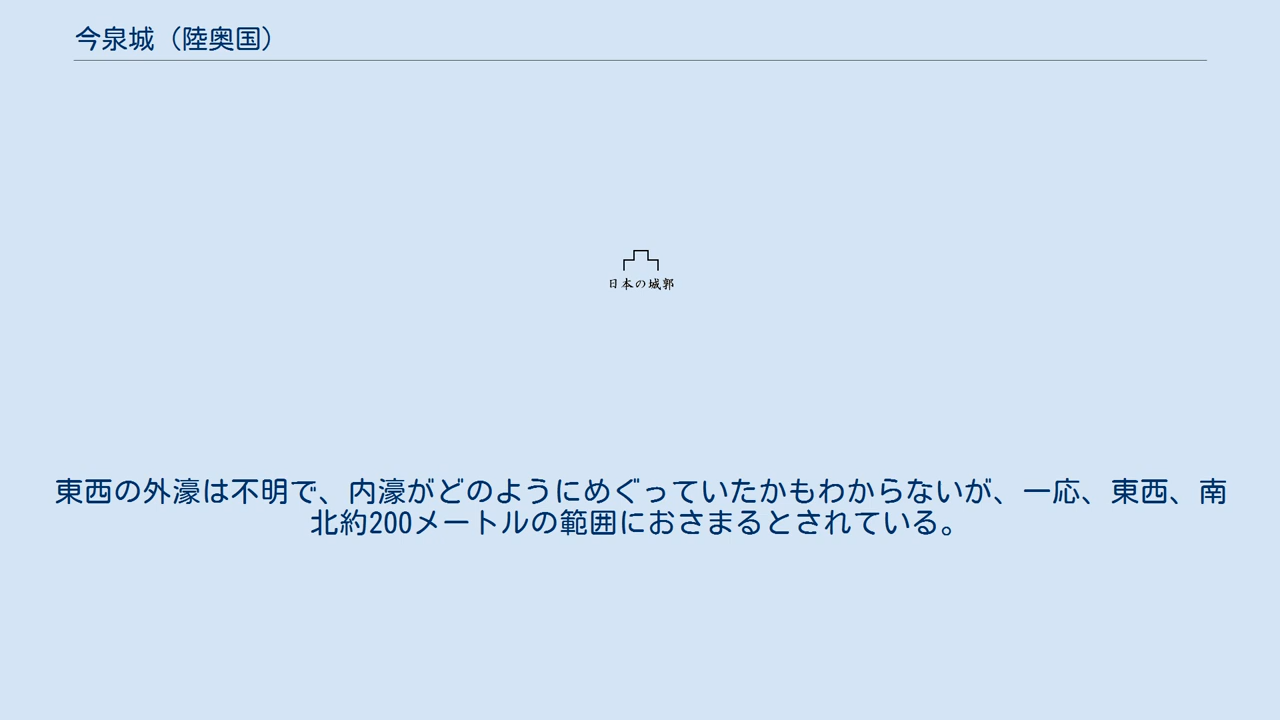 今泉城（陸奥国）
日本の城郭
東西の外濠は不明で、内濠がどのようにめぐっていたかもわからないが、一応、東西、南
北約200メートルの範囲におさまるとされている。